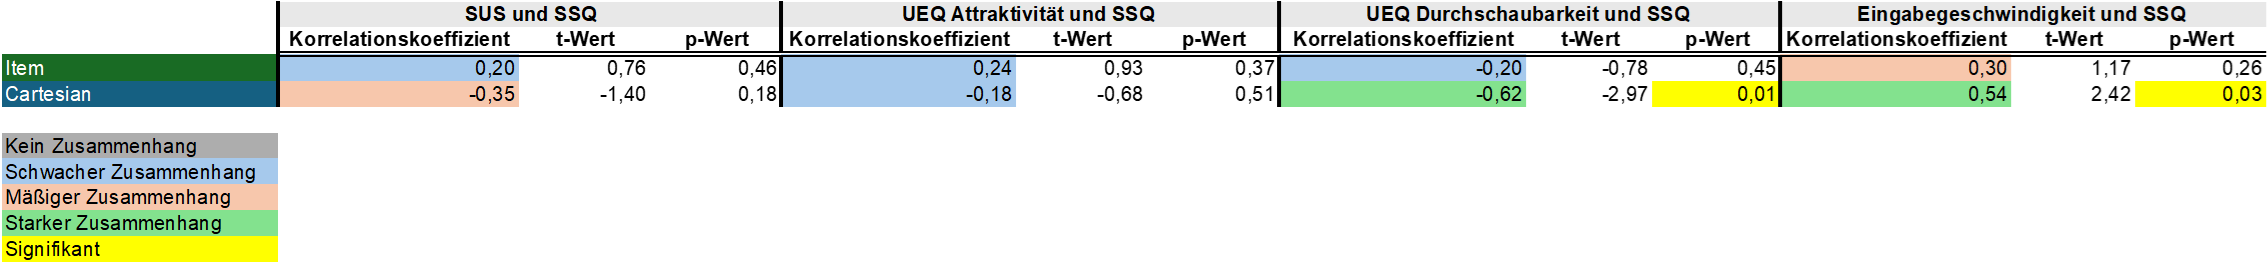 SUS und SSQ UEQ Attraktivität und SSQ UEQ Durchschaubarkeit und SSQ Eingabegeschwindigkeit und SSQ
Korrelationskoeffizient t-Wert p-Wert Korrelationskoeffizient t-Wert p-Wert Korrelationskoeffizient t-Wert p-Wert Korrelationskoeffizient t-Wert p-Wert
Item 0,20 0,76 0,46 0,24 0,93 0,37 -0,20 -0,78 0,45 0,30 1,17 0,26
Cartesian -0,35 -1,40 0,18 -0,18 -0,68 0,51 -0,62 -2,97 0,01 0,54 2,42 0,03
Kein Zusammenhang
Schwacher Zusammenhang
Mäßiger Zusammenhang
Starker Zusammenhang
Signifikant